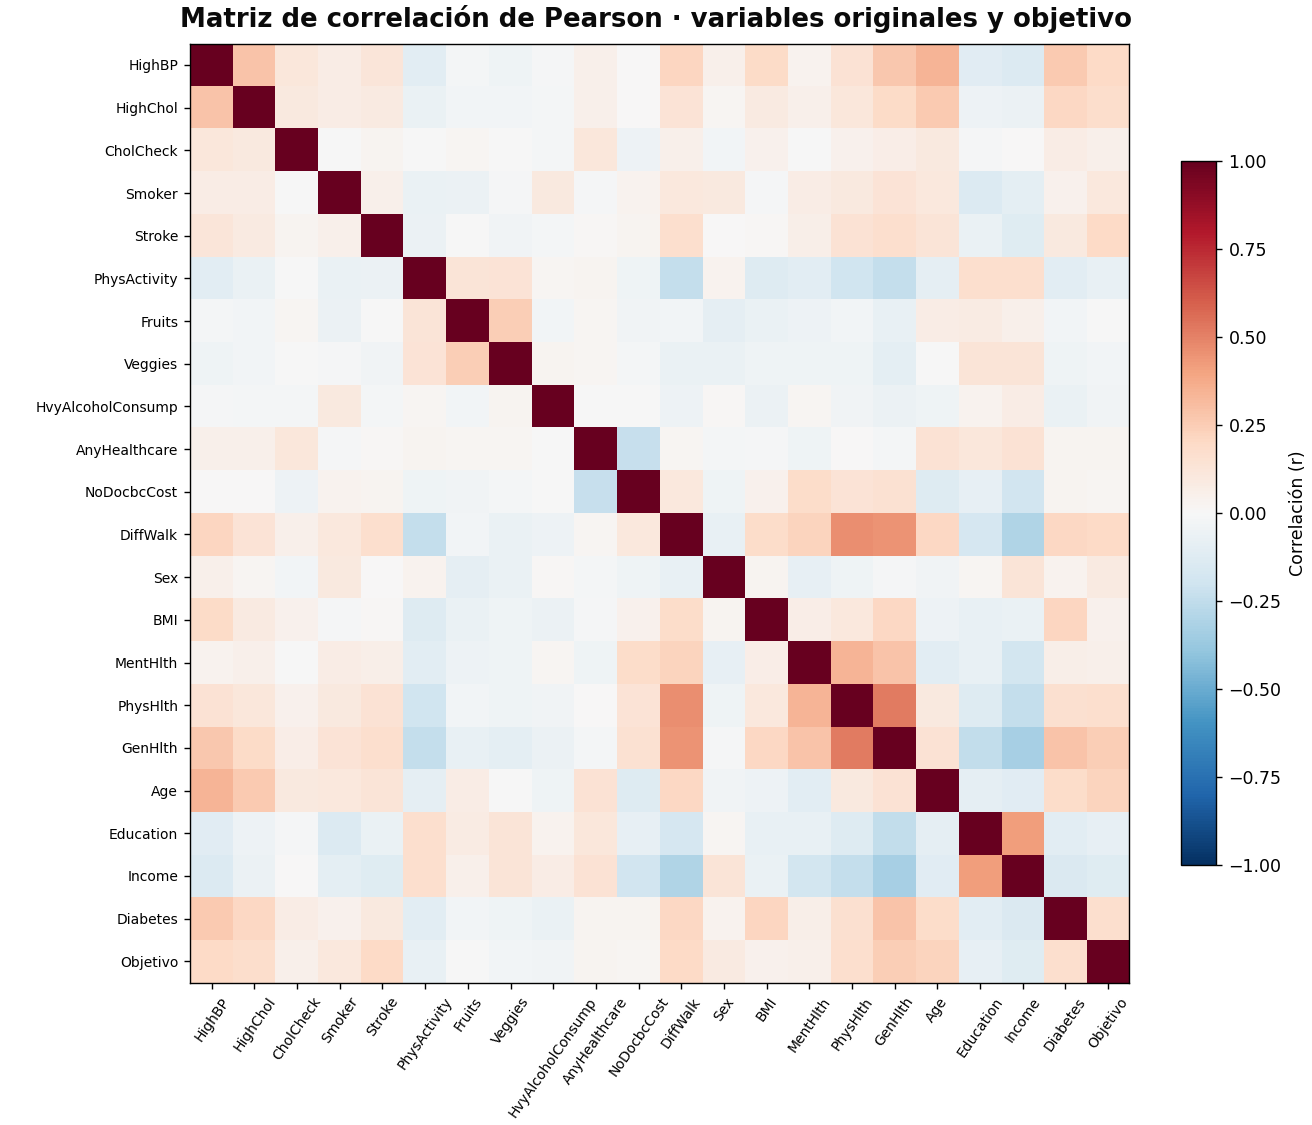 Matriz de correlación de Pearson · variables originales y objetivo
HighBP
HighChol
CholCheck
Smoker
Stroke
PhysActivity
Fruits
Veggies
HvyAlcoholConsump
AnyHealthcare
NoDocbcCost
DiffWalk
Sex
BMI
MentHlth
PhysHlth
GenHlth
Age
Education
Income
Diabetes
Objetivo
HighBP
HighChol
CholCheck
Smoker
Stroke
PhysActivity
Fruits
Veggies
HvyAlcoholConsump
AnyHealthcare
NoDocbcCost
DiffWalk
Sex
BMI
MentHlth
PhysHlth
GenHlth
Age
Education
Income
Diabetes
Objetivo
1.00
0.75
0.50
0.25
0.00
−0.25
−0.50
−0.75
−1.00
Correlación (r)